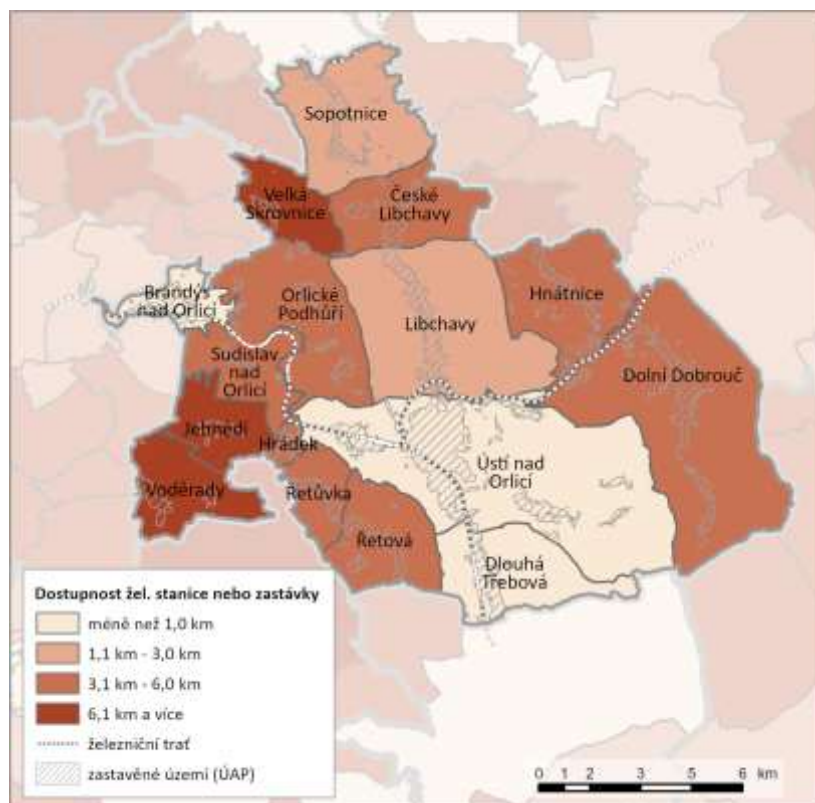 Sopotnice
Velká
Skrovnice
České
Libchavy
Brandýs
nad Orlicí
Orlické
Podhůří
Hnátnice
Libchavy
Sudislav
nad
Orlicí
Dolní Dobrouč
Jehnědí
Hrádek
Ústí nad
Orlicí
Voděrady
Řetůvka
Řetová
Dlouhá
Třebová
Dostupnost žel. stanice nebo zastávky
méně než 1,0 km
1,1 km - 3,0 km
3,1 km - 6,0 km
6,1 km a více
železniční trať
zastavěné území (ÚAP)
0 1 2 3 5 6 km